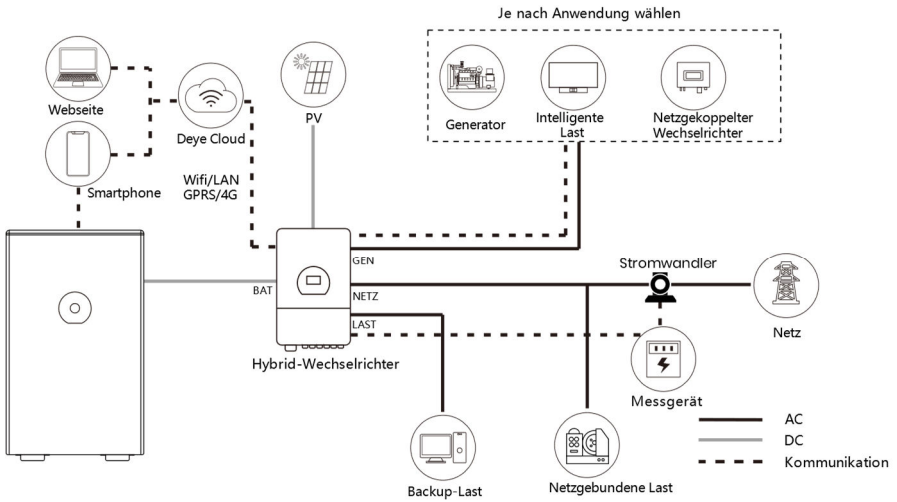 Je nach Anwendung wählen
Webseite
Deye Cloud
PV
Generator
Intelligente
Last
Netzgekoppelter
Wechselrichter
Smartphone
Wifi/LAN
GPRS/4G
GEN
Stromwandler
BAT
NETZ
LAST
Netz
Hybrid-Wechselrichter
Messgerät
AC
DC
Kommunikation
Backup-Last
Netzgebundene Last